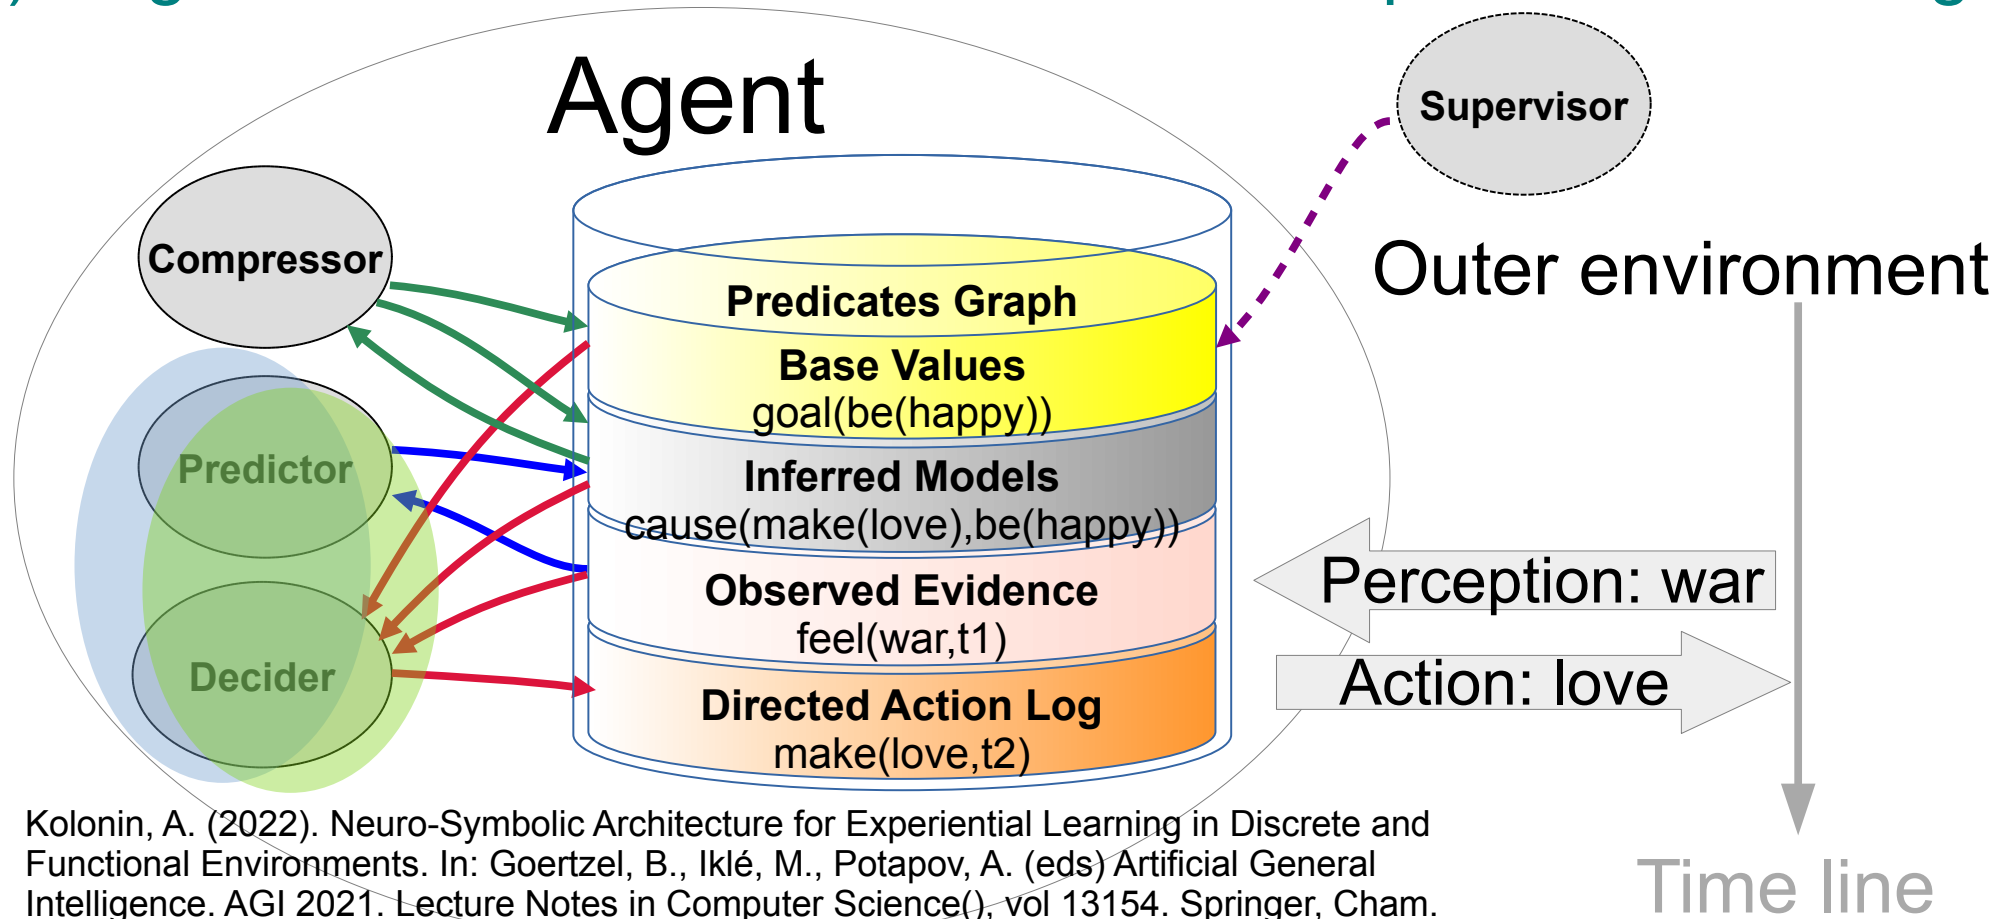 Agent
Supervisor
Compressor
Outer environment
Predicates Graph
Base Values
goal(be(happy))
Predictor
Inferred Models
cause(make(love),be(happy))
Perception: war
Observed Evidence
feel(war,t1)
Decider
Action: love
Directed Action Log
make(love,t2)
Kolonin, A. (2022). Neuro-Symbolic Architecture for Experiential Learning in Discrete and
Functional Environments. In: Goertzel, B., Iklé, M., Potapov, A. (eds) Artificial General
Intelligence. AGI 2021. Lecture Notes in Computer Science(), vol 13154. Springer, Cham.
Time line